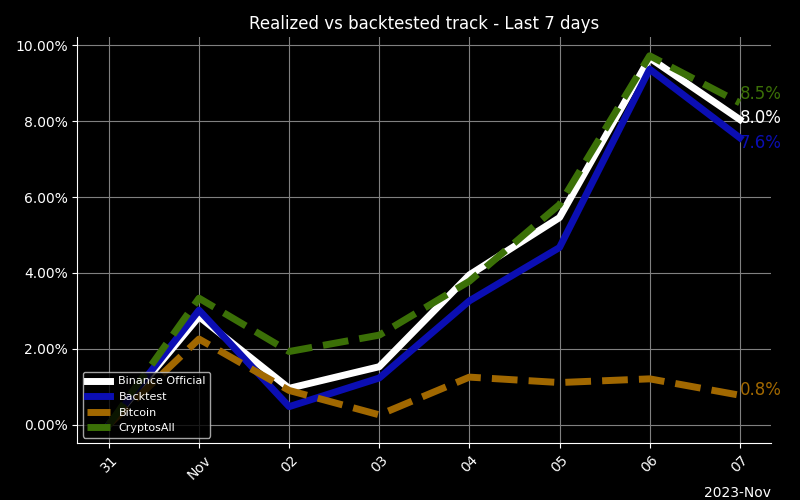 Realized vs backtested track - Last 7 days
10.00%
8.00%
6.00%
4.00%
2.00%
0.00%
8.5%
8.0%
7.6%
0.8%
Binance Official
Backtest
Bitcoin
CryptosAll
31
Nov
02
03
04
05
06
07
2023-Nov